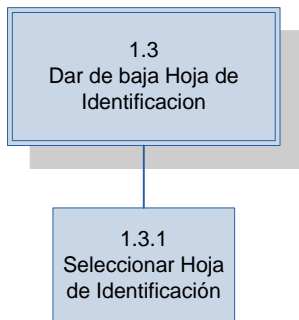 1.3
Dar de baja Hoja de
Identificacion
1.3.1
Seleccionar Hoja
de Identificación